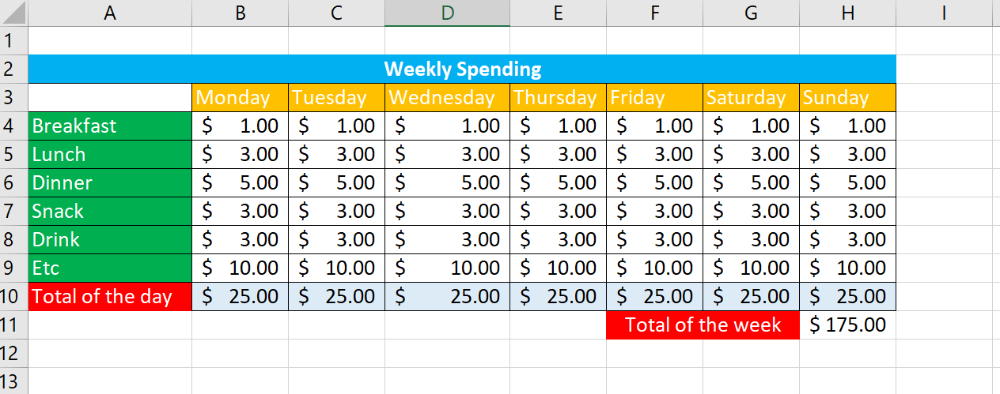 A B C D E F G H I
1
2 Weekly Spending
3 Monday Tuesday Wednesday Thursday Friday Saturday Sunday
4 Breakfast $ 1.00 $ 1.00 $ 1.00 $ 1.00 $ 1.00 $ 1.00 $ 1.00
5 Lunch $ 3.00 $ 3.00 $ 3.00 $ 3.00 $ 3.00 $ 3.00 $ 3.00
6 Dinner $ 5.00 $ 5.00 $ 5.00 $ 5.00 $ 5.00 $ 5.00 $ 5.00
7 Snack $ 3.00 $ 3.00 $ 3.00 $ 3.00 $ 3.00 $ 3.00 $ 3.00
8 Drink $ 3.00 $ 3.00 $ 3.00 $ 3.00 $ 3.00 $ 3.00 $ 3.00
9 Etc $ 10.00 $ 10.00 $ 10.00 $ 10.00 $ 10.00 $ 10.00 $ 10.00
10 Total of the day $ 25.00 $ 25.00 $ 25.00 $ 25.00 $ 25.00 $ 25.00 $ 25.00
11 Total of the week $ 175.00
12
13